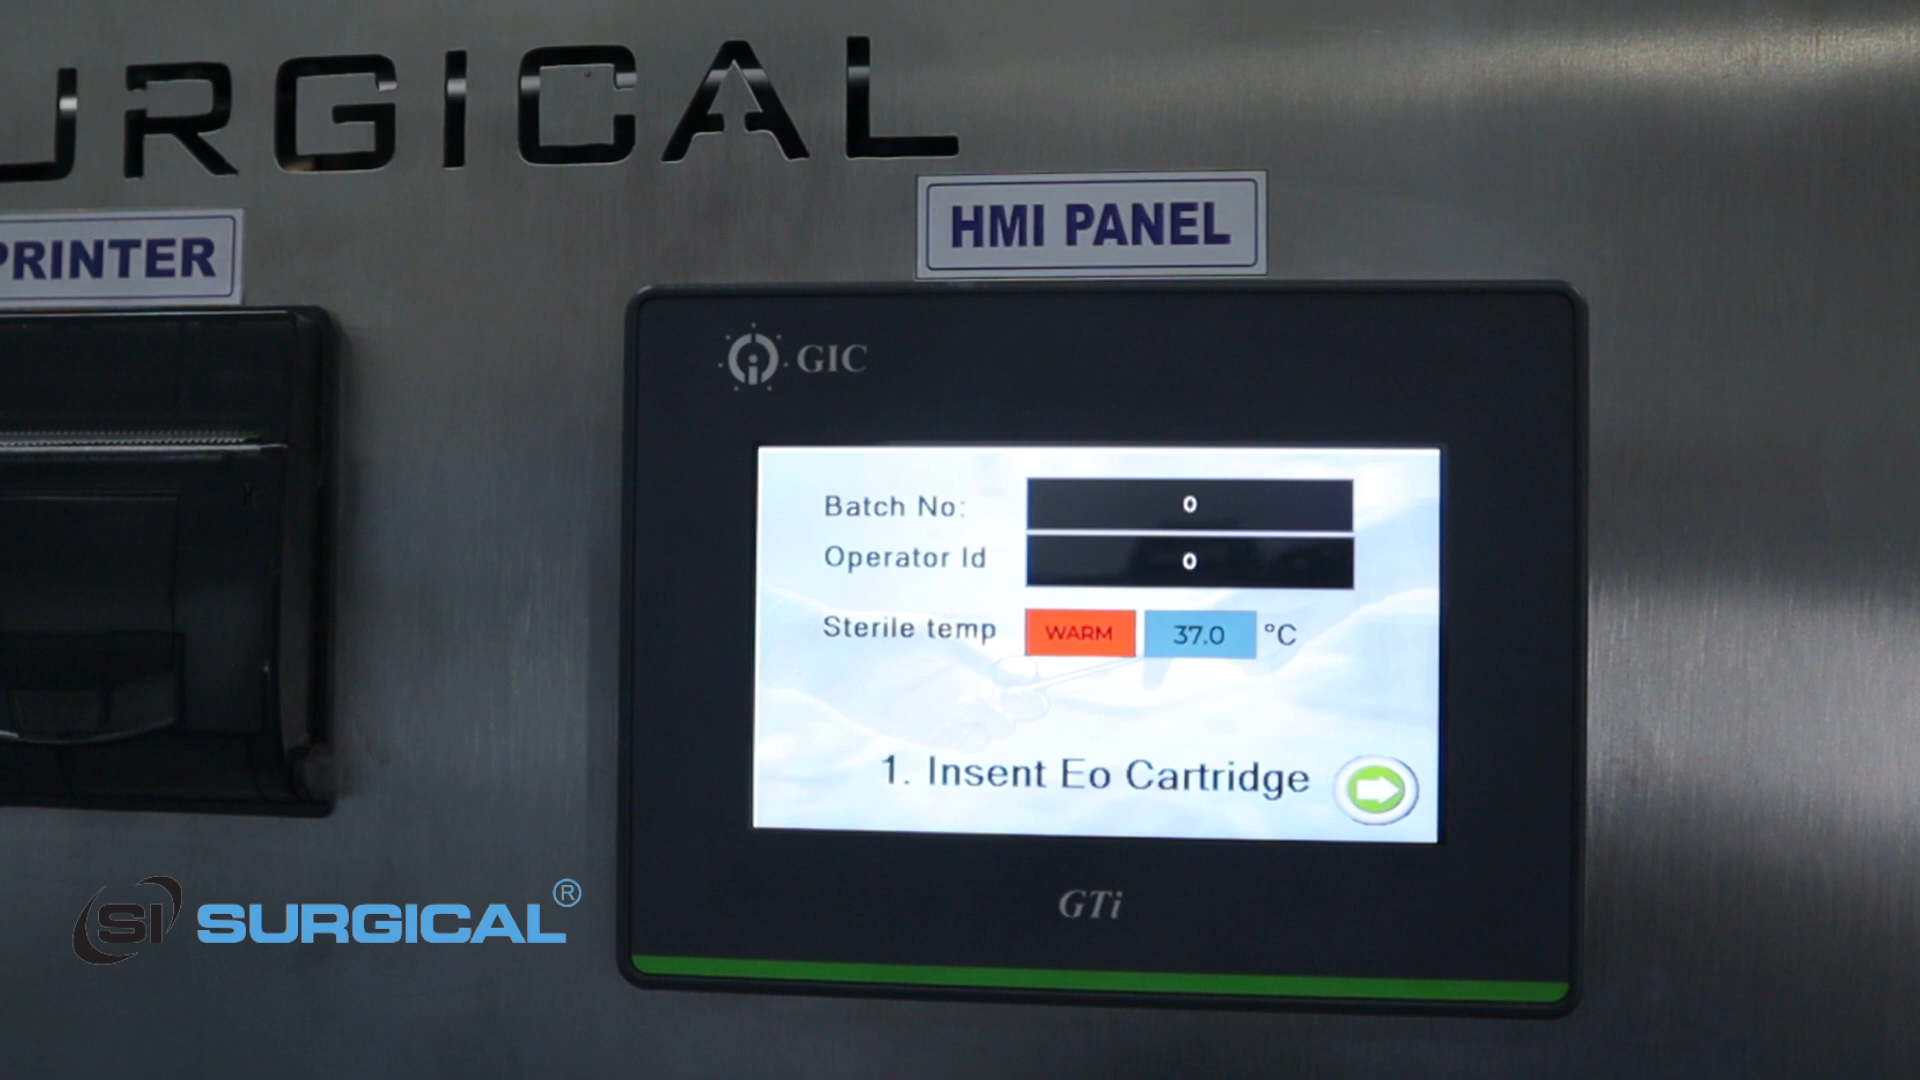 URGICAL
PRINTER
HMI PANEL
GIC
Batch No: 0
Operator Id 0
Sterile temp WARM 37.0 °C
1. Insent Eo Cartridge
GTi
SI SURGICAL®